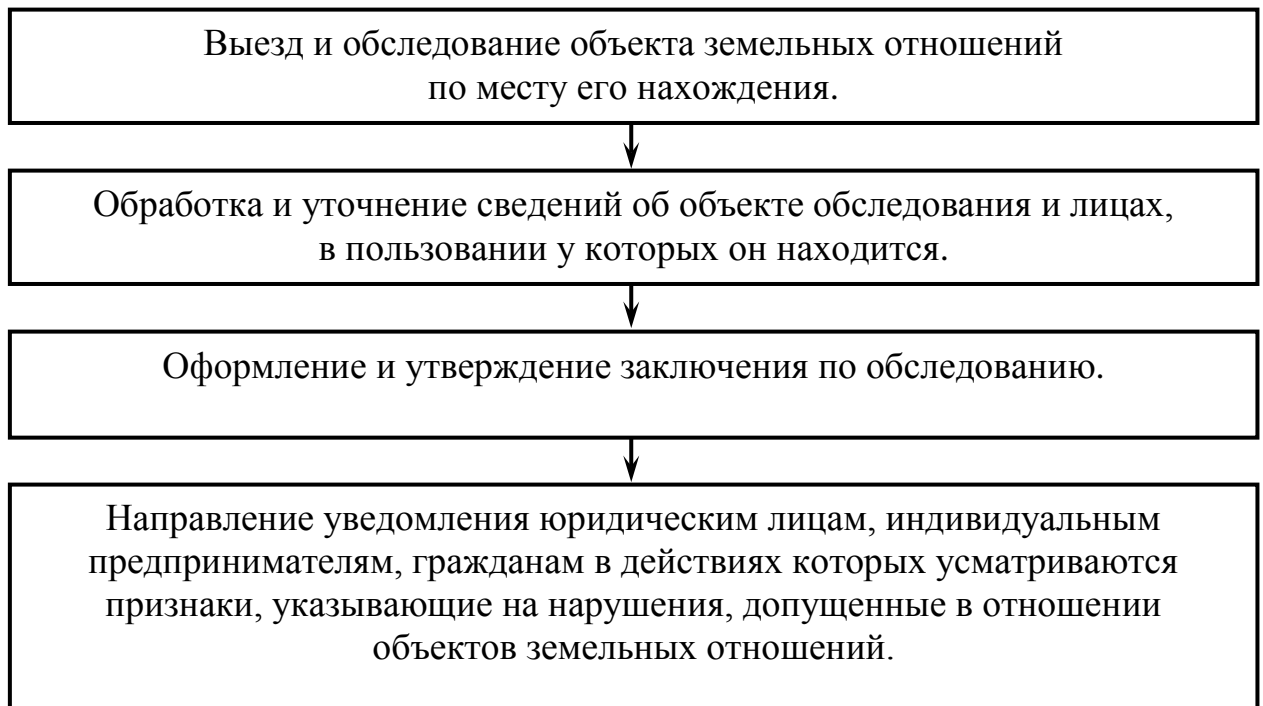 Выезд и обследование объекта земельных отношений
по месту его нахождения.
Обработка и уточнение сведений об объекте обследования и лицах,
в пользовании у которых он находится.
Оформление и утверждение заключения по обследованию.
Направление уведомления юридическим лицам, индивидуальным
предпринимателям, гражданам в действиях которых усматриваются
признаки, указывающие на нарушения, допущенные в отношении
объектов земельных отношений.